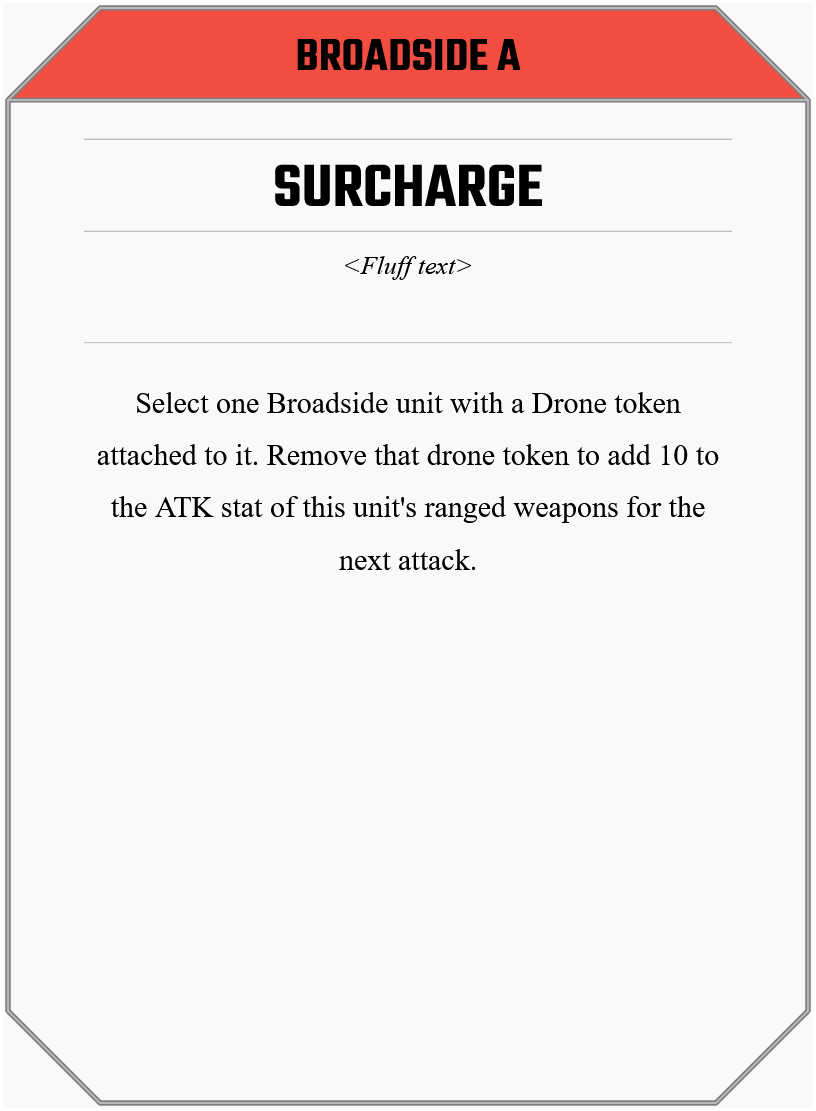 BROADSIDE A
SURCHARGE
<Fluff text>
Select one Broadside unit with a Drone token
attached to it. Remove that drone token to add 10 to
the ATK stat of this unit's ranged weapons for the
next attack.